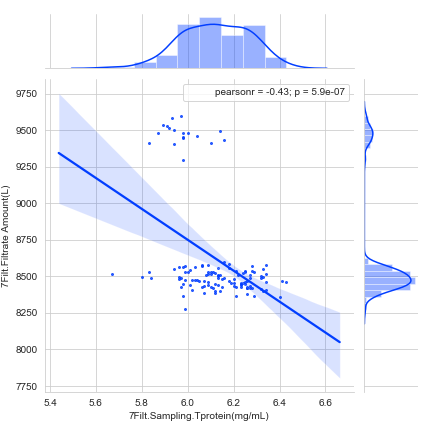 pearsonr = -0.43; p = 5.9e-07
9750
9500
9250
9000
8750
8500
8250
8000
7750
7Filt.Filtrate Amount(L)
5.4 5.6 5.8 6.0 6.2 6.4 6.6
7Filt.Sampling.Tprotein(mg/mL)